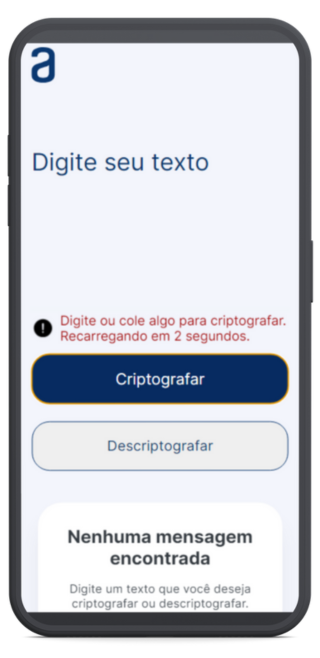 a
Digite seu texto
Digite ou cole algo para criptografar.
Recarregando em 2 segundos.
Criptografar
Descriptografar
Nenhuma mensagem
encontrada
Digite um texto que você deseja
criptografar ou descriptografar.